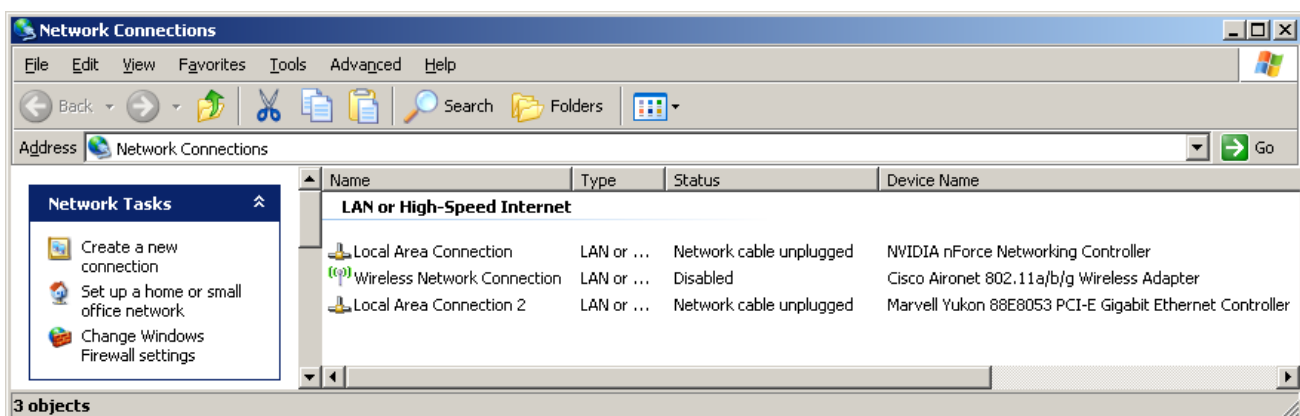 Network Connections
File Edit View Favorites Tools Advanced Help
Back Search Folders
Address Network Connections Go
Name Type Status Device Name
Network Tasks
LAN or High-Speed Internet
Create a new
connection
Set up a home or small
office network
Change Windows
Firewall settings
Local Area Connection LAN or ... Network cable unplugged NVIDIA nForce Networking Controller
Wireless Network Connection LAN or ... Disabled Cisco Aironet 802.11a/b/g Wireless Adapter
Local Area Connection 2 LAN or ... Network cable unplugged Marvell Yukon 88E8053 PCI-E Gigabit Ethernet Controller
3 objects